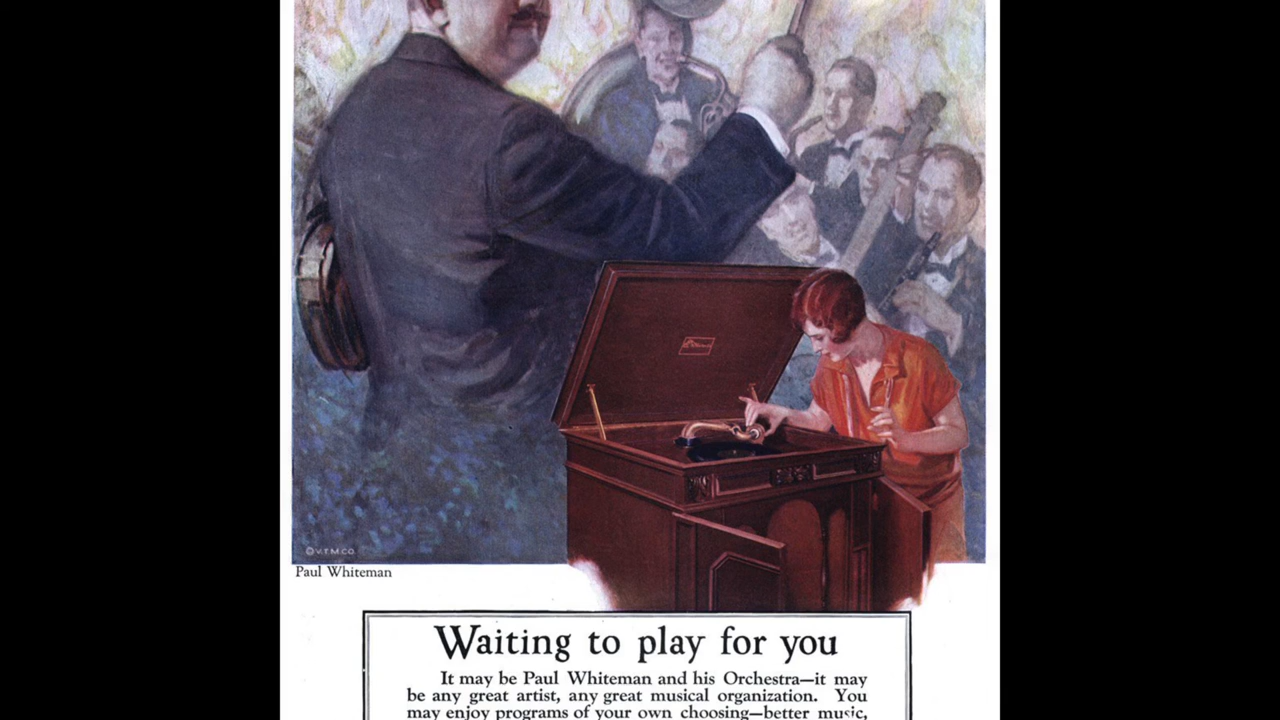 ©V.T.M.CO.
Paul Whiteman
Waiting to play for you
It may be Paul Whiteman and his Orchestra—it may
be any great artist, any great musical organization. You
may enjoy programs of your own choosing—better music,